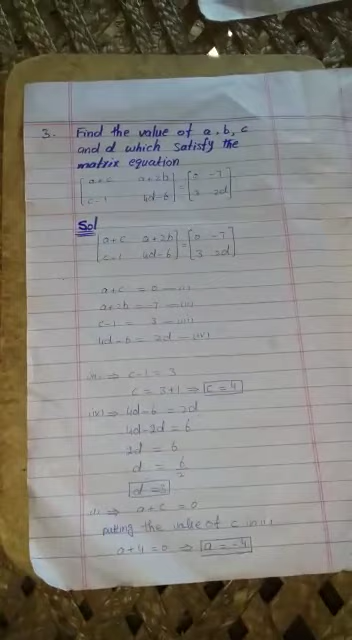 3. Find the value of a, b, c
and d which satisfy the
matrix equation
[a+c a+2b] = [0 -7]
[c-1 4d-6] [3 2d]
Sol
[a+c a+2b] = [0 -7]
[c-1 4d-6] [3 2d]
a+c = 0 —(i)
a+2b = -7 —(ii)
c-1 = 3 —(iii)
4d-6 = 2d —(iv)
(iii) ⇒ c-1 = 3
c = 3+1 ⇒ c = 4
(iv) ⇒ 4d-6 = 2d
4d-2d = 6
2d = 6
d = 6/2
d = 3
(i) ⇒ a+c = 0
putting the value of c in (i)
a+4 = 0 ⇒ a = -4